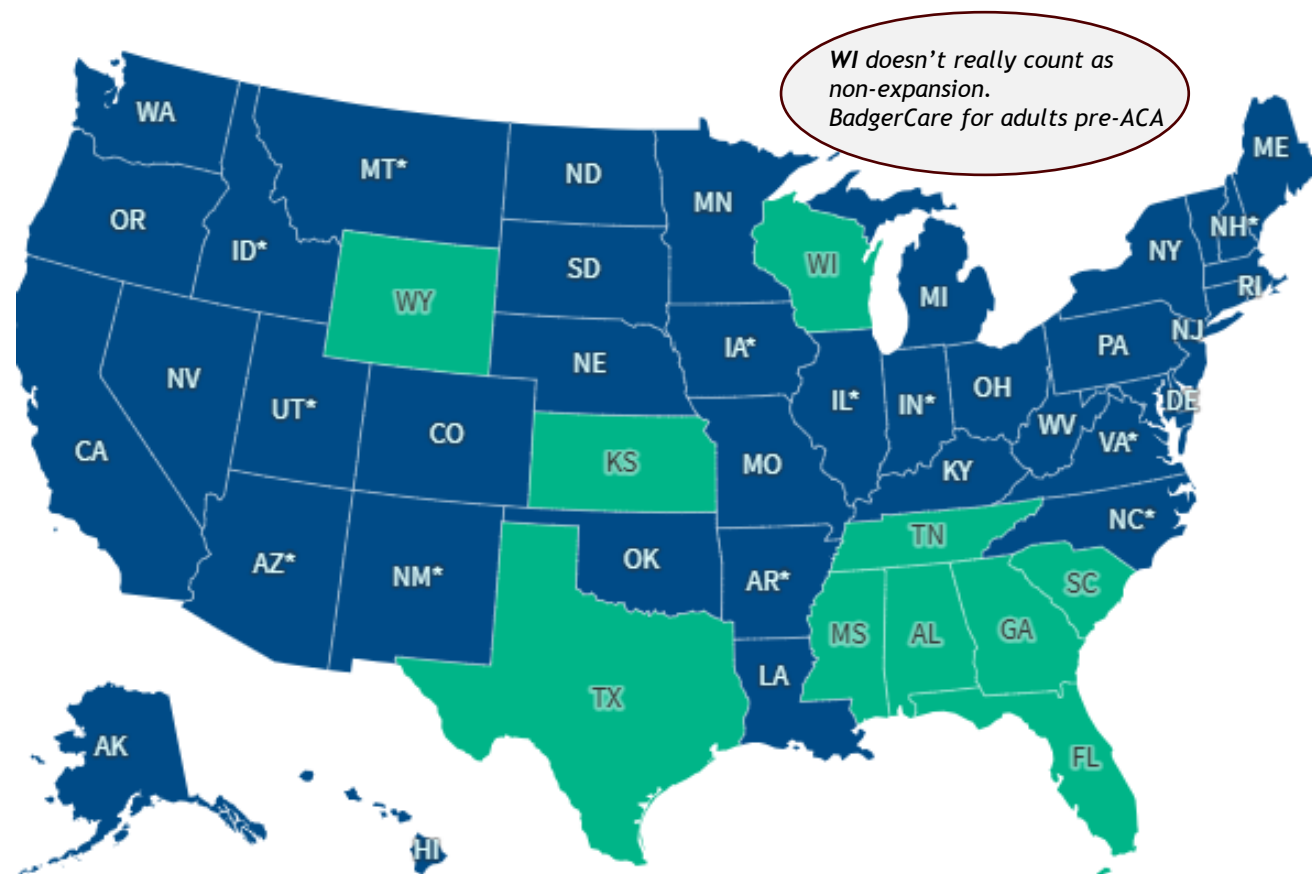 WI doesn’t really count as
non-expansion.
BadgerCare for adults pre-ACA
WA
MT*
ND
MN
ME
OR
ID*
SD
WI
NH*
NY
WY
MI
RI
NE
IA*
PA
NJ
NV
UT*
CO
IL*
IN*
OH
DE
CA
KS
MO
WV
VA*
KY
AZ*
NM*
OK
AR*
TN
NC*
SC
MS
AL
GA
TX
LA
AK
FL
HI